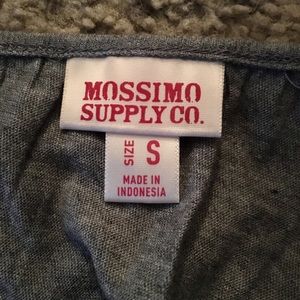 MOSSIMO
SUPPLY CO.
SIZE S
MADE IN
INDONESIA